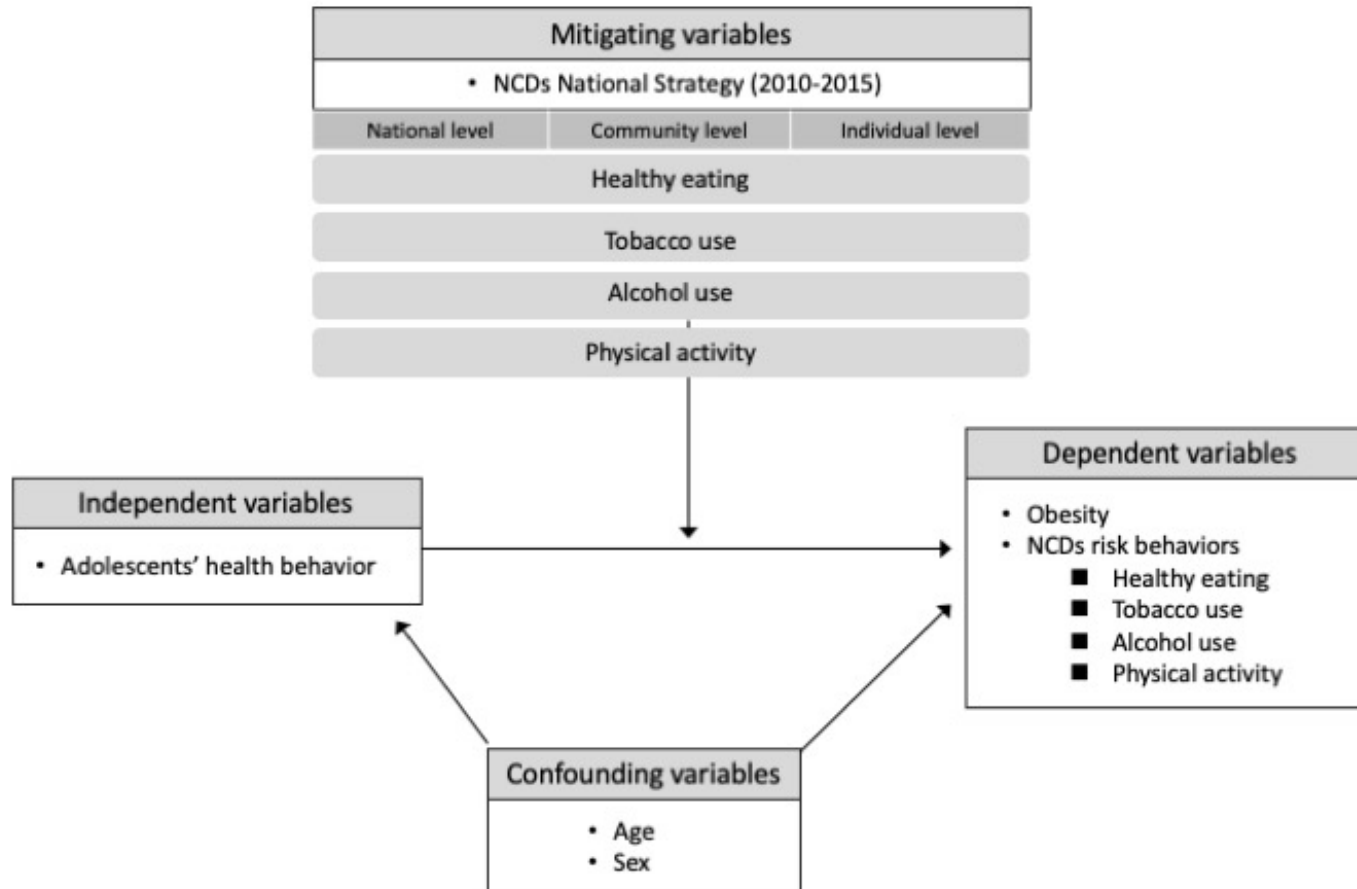 Mitigating variables
• NCDs National Strategy (2010-2015)
National level Community level Individual level
Healthy eating
Tobacco use
Alcohol use
Physical activity
Independent variables
• Adolescents’ health behavior
Dependent variables
• Obesity
• NCDs risk behaviors
■ Healthy eating
■ Tobacco use
■ Alcohol use
■ Physical activity
Confounding variables
• Age
• Sex